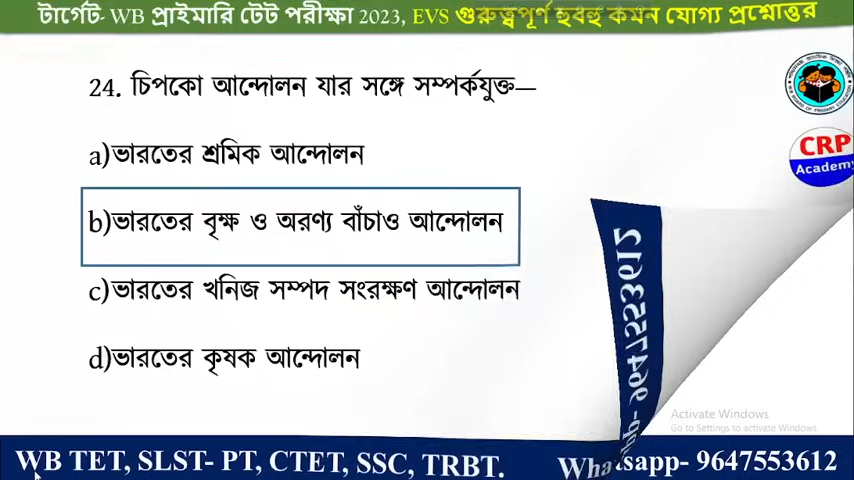 টার্গেট- WB প্রাইমারি টেট পরীক্ষা 2023, EVS গুরুত্বপূর্ণ হুবহু কমন যোগ্য প্রশ্নোত্তর
24. চিপকো আন্দোলন যার সঙ্গে সম্পর্কযুক্ত—
a)ভারতের শ্রমিক আন্দোলন
b)ভারতের বৃক্ষ ও অরণ্য বাঁচাও আন্দোলন
c)ভারতের খনিজ সম্পদ সংরক্ষণ আন্দোলন
d)ভারতের কৃষক আন্দোলন
CRP
Academy
9647553612
Activate Windows
Go to Settings to activate Windows.
WB TET, SLST- PT, CTET, SSC, TRBT.
Whatsapp- 9647553612